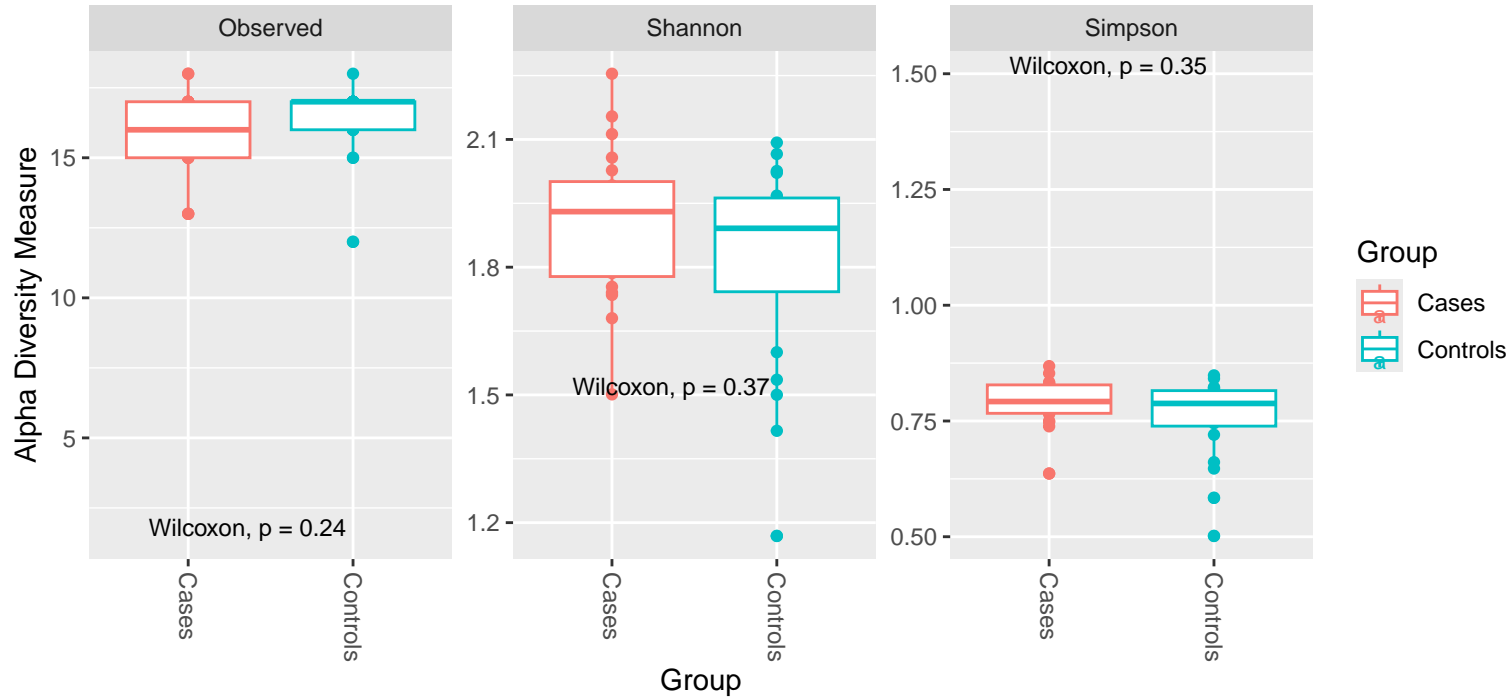 Observed
Shannon
Simpson
Alpha Diversity Measure
15
10
5
Wilcoxon, p = 0.24
Cases
Controls
2.1
1.8
1.5
1.2
Wilcoxon, p = 0.37
Cases
Controls
1.50
1.25
1.00
0.75
0.50
Wilcoxon, p = 0.35
Cases
Controls
Group
Group
a
Cases
a
Controls